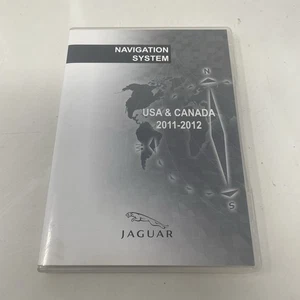 NAVIGATION
SYSTEM
N
USA & CANADA
2011-2012
S
JAGUAR